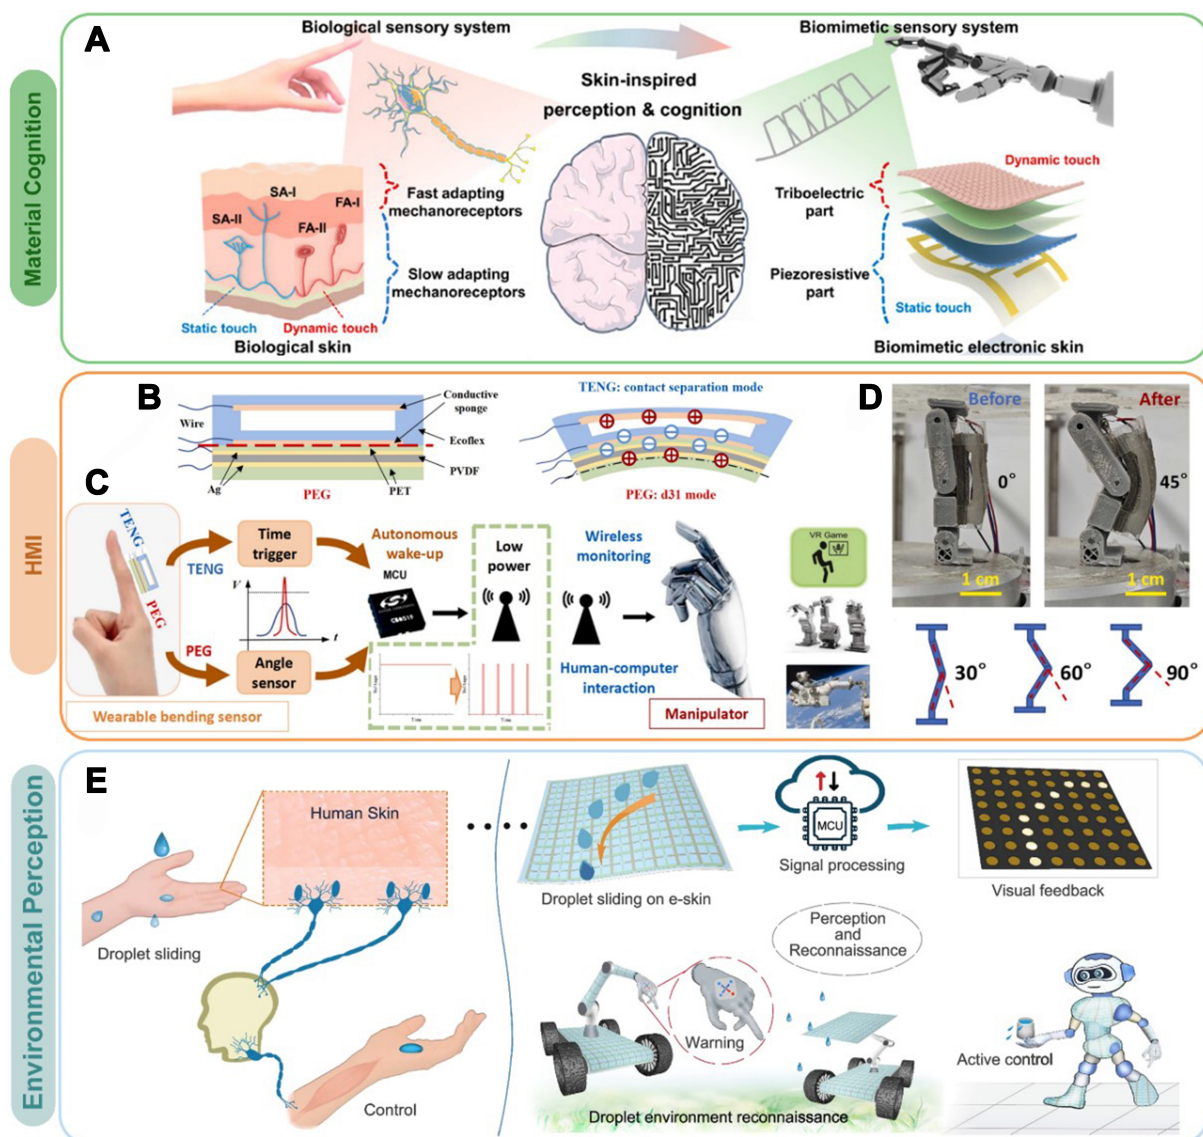 Material Cognition
A
Biological sensory system
Biomimetic sensory system
Skin-inspired
perception & cognition
SA-I
FA-I
SA-II
FA-II
Fast adapting
mechanoreceptors
Slow adapting
mechanoreceptors
Static touch
Dynamic touch
Biological skin
Dynamic touch
Triboelectric
part
Piezoresistive
part
Static touch
Biomimetic electronic skin
HMI
B
Wire
Conductive
sponge
Ecoflex
PVDF
Ag
PEG
PET
TENG: contact separation mode
PEG: d31 mode
C
TENG
PEG
TENG
PEG
Time
trigger
V
t
Angle
sensor
Wearable bending sensor
Autonomous
wake-up
MCU
Low
power
Time
Time
Wireless
monitoring
Human-computer
interaction
Manipulator
VR Game
D
Before
0°
1 cm
After
45°
1 cm
30°
60°
90°
Environmental Perception
E
Human Skin
Droplet sliding
Control
Droplet sliding on e-skin
MCU
Signal processing
Visual feedback
Perception
and
Reconnaissance
Warning
Droplet environment reconnaissance
Active control